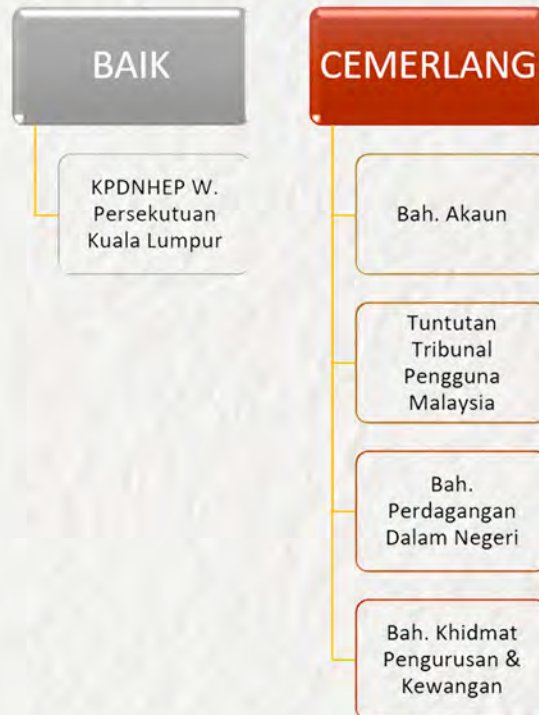 BAIK
KPDNHEP W.
Persekutuan
Kuala Lumpur
CEMERLANG
Bah. Akaun
Tuntutan
Tribunal
Pengguna
Malaysia
Bah.
Perdagangan
Dalam Negeri
Bah. Khidmat
Pengurusan &
Kewangan